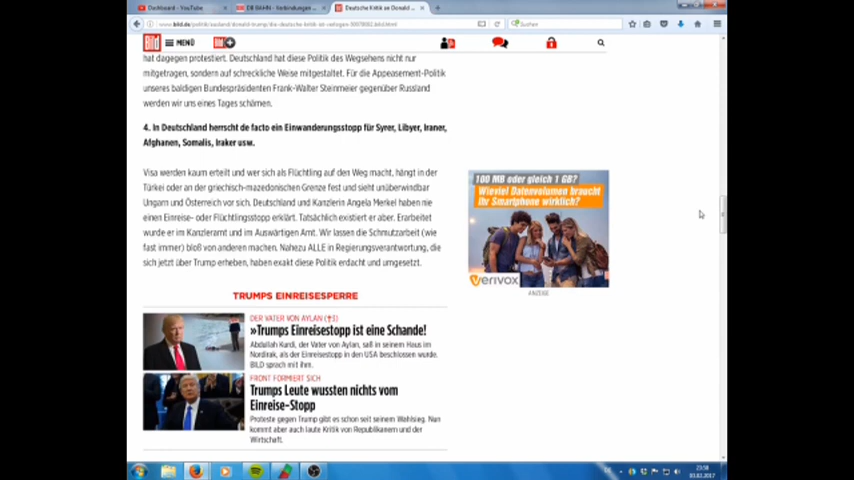 Dashboard - YouTube
DB BAHN - Verbindungen -
Deutsche Kritik an Donald
Suchen
Bild
MENÜ
Bild
hat dagegen protestiert. Deutschland hat diese Politik des Wegsehens nicht nur
mitgetragen, sondern auf schreckliche Weise mitgestaltet. Für die Appeasement-Politik
unseres baldigen Bundespräsidenten Frank-Walter Steinmeier gegenüber Russland
werden wir uns eines Tages schämen.
4. In Deutschland herrscht de facto ein Einwanderungsstopp für Syrer, Libyer, Iraner,
Afghanen, Somalis, Iraker usw.
Visa werden kaum erteilt und wer sich als Flüchtling auf den Weg macht, hängt in der
Türkei oder an der griechisch-mazedonischen Grenze fest und sieht unüberwindbar
Ungarn und Österreich vor sich. Deutschland und Kanzlerin Angela Merkel haben nie
einen Einreise- oder Flüchtlingsstopp erklärt. Tatsächlich existiert er aber. Erarbeitet
wurde er im Kanzleramt und im Auswärtigen Amt. Wir lassen die Schmutzarbeit (wie
fast immer) bloß von anderen machen. Nahezu ALLE in Regierungsverantwortung, die
sich jetzt über Trump erheben, haben exakt diese Politik erdacht und umgesetzt.
100 MB oder gleich 1 GB?
Wieviel Datenvolumen braucht
Ihr Smartphone wirklich?
verivox
ANZEIGE
TRUMPS EINREISESPERRE
DER VATER VON AYLAN (✝3)
»Trumps Einreisestopp ist eine Schande!
Abdullah Kurdi, der Vater von Aylan, saß in seinem Haus im
Nordirak, als der Einreisestopp in den USA beschlossen wurde.
BILD sprach mit ihm.
FRONT FORMIERT SICH
Trumps Leute wussten nichts vom
Einreise-Stopp
Proteste gegen Trump gibt es schon seit seinem Wahlsieg. Nun
kommt aber auch laute Kritik von Republikanern und der
Wirtschaft.
DE
23:58
03.02.2017